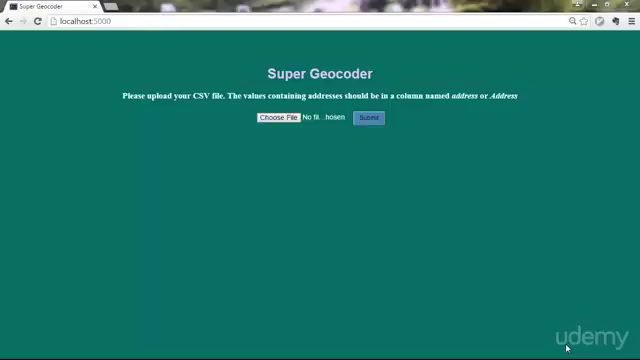 Super Geocoder
localhost:5000
Super Geocoder
Please upload your CSV file. The values containing addresses should be in a column named address or Address
Choose File No fil...hosen Submit
udemy